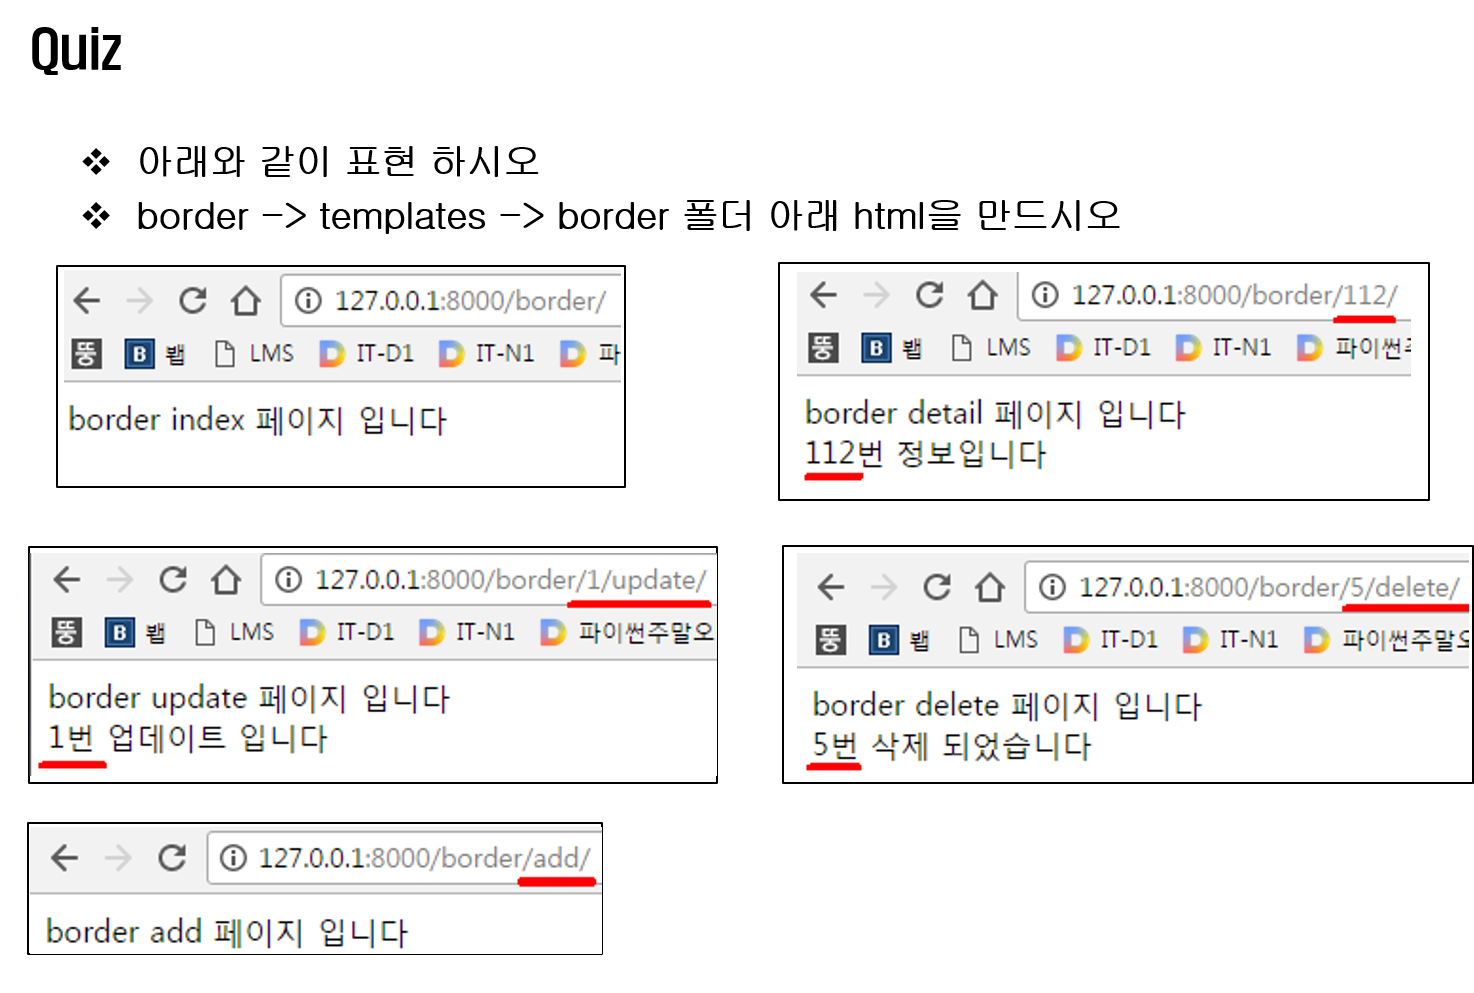 Quiz
❖ 아래와 같이 표현 하시오
❖ border -> templates -> border 폴더 아래 html을 만드시오
127.0.0.1:8000/border/
뚱 B 뱁 LMS IT-D1 IT-N1 파
border index 페이지 입니다
127.0.0.1:8000/border/112/
뚱 B 뱁 LMS IT-D1 IT-N1 파이썬
border detail 페이지 입니다
112번 정보입니다
127.0.0.1:8000/border/1/update/
뚱 B 뱁 LMS IT-D1 IT-N1 파이썬주말오
border update 페이지 입니다
1번 업데이트 입니다
127.0.0.1:8000/border/5/delete/
뚱 B 뱁 LMS IT-D1 IT-N1 파이썬주말오
border delete 페이지 입니다
5번 삭제 되었습니다
127.0.0.1:8000/border/add/
border add 페이지 입니다